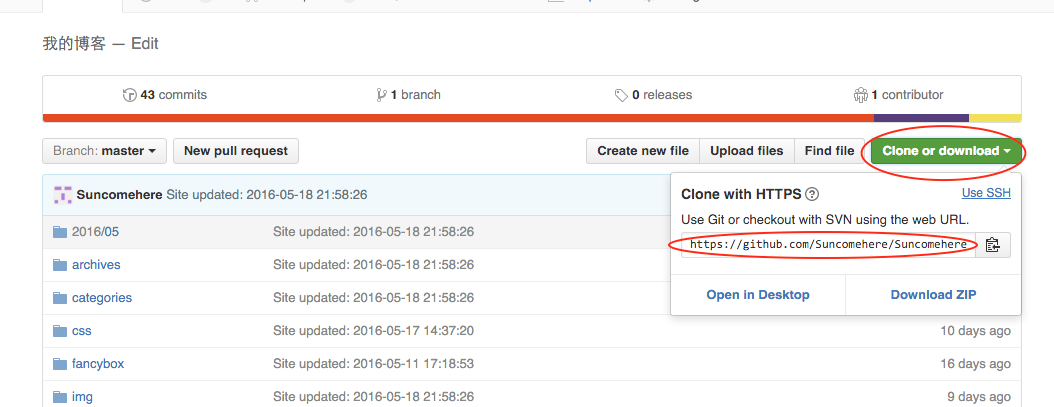 我的博客 — Edit
43 commits 1 branch 0 releases 1 contributor
Branch: master New pull request Create new file Upload files Find file Clone or download
Suncomehere Site updated: 2016-05-18 21:58:26
Clone with HTTPS ? Use SSH
Use Git or checkout with SVN using the web URL.
https://github.com/Suncomehere/Suncomehere
Open in Desktop Download ZIP
2016/05 Site updated: 2016-05-18 21:58:26
archives Site updated: 2016-05-18 21:58:26
categories Site updated: 2016-05-18 21:58:26
css Site updated: 2016-05-17 14:37:20 10 days ago
fancybox Site updated: 2016-05-11 17:18:53 16 days ago
img Site updated: 2016-05-18 21:58:26 9 days ago